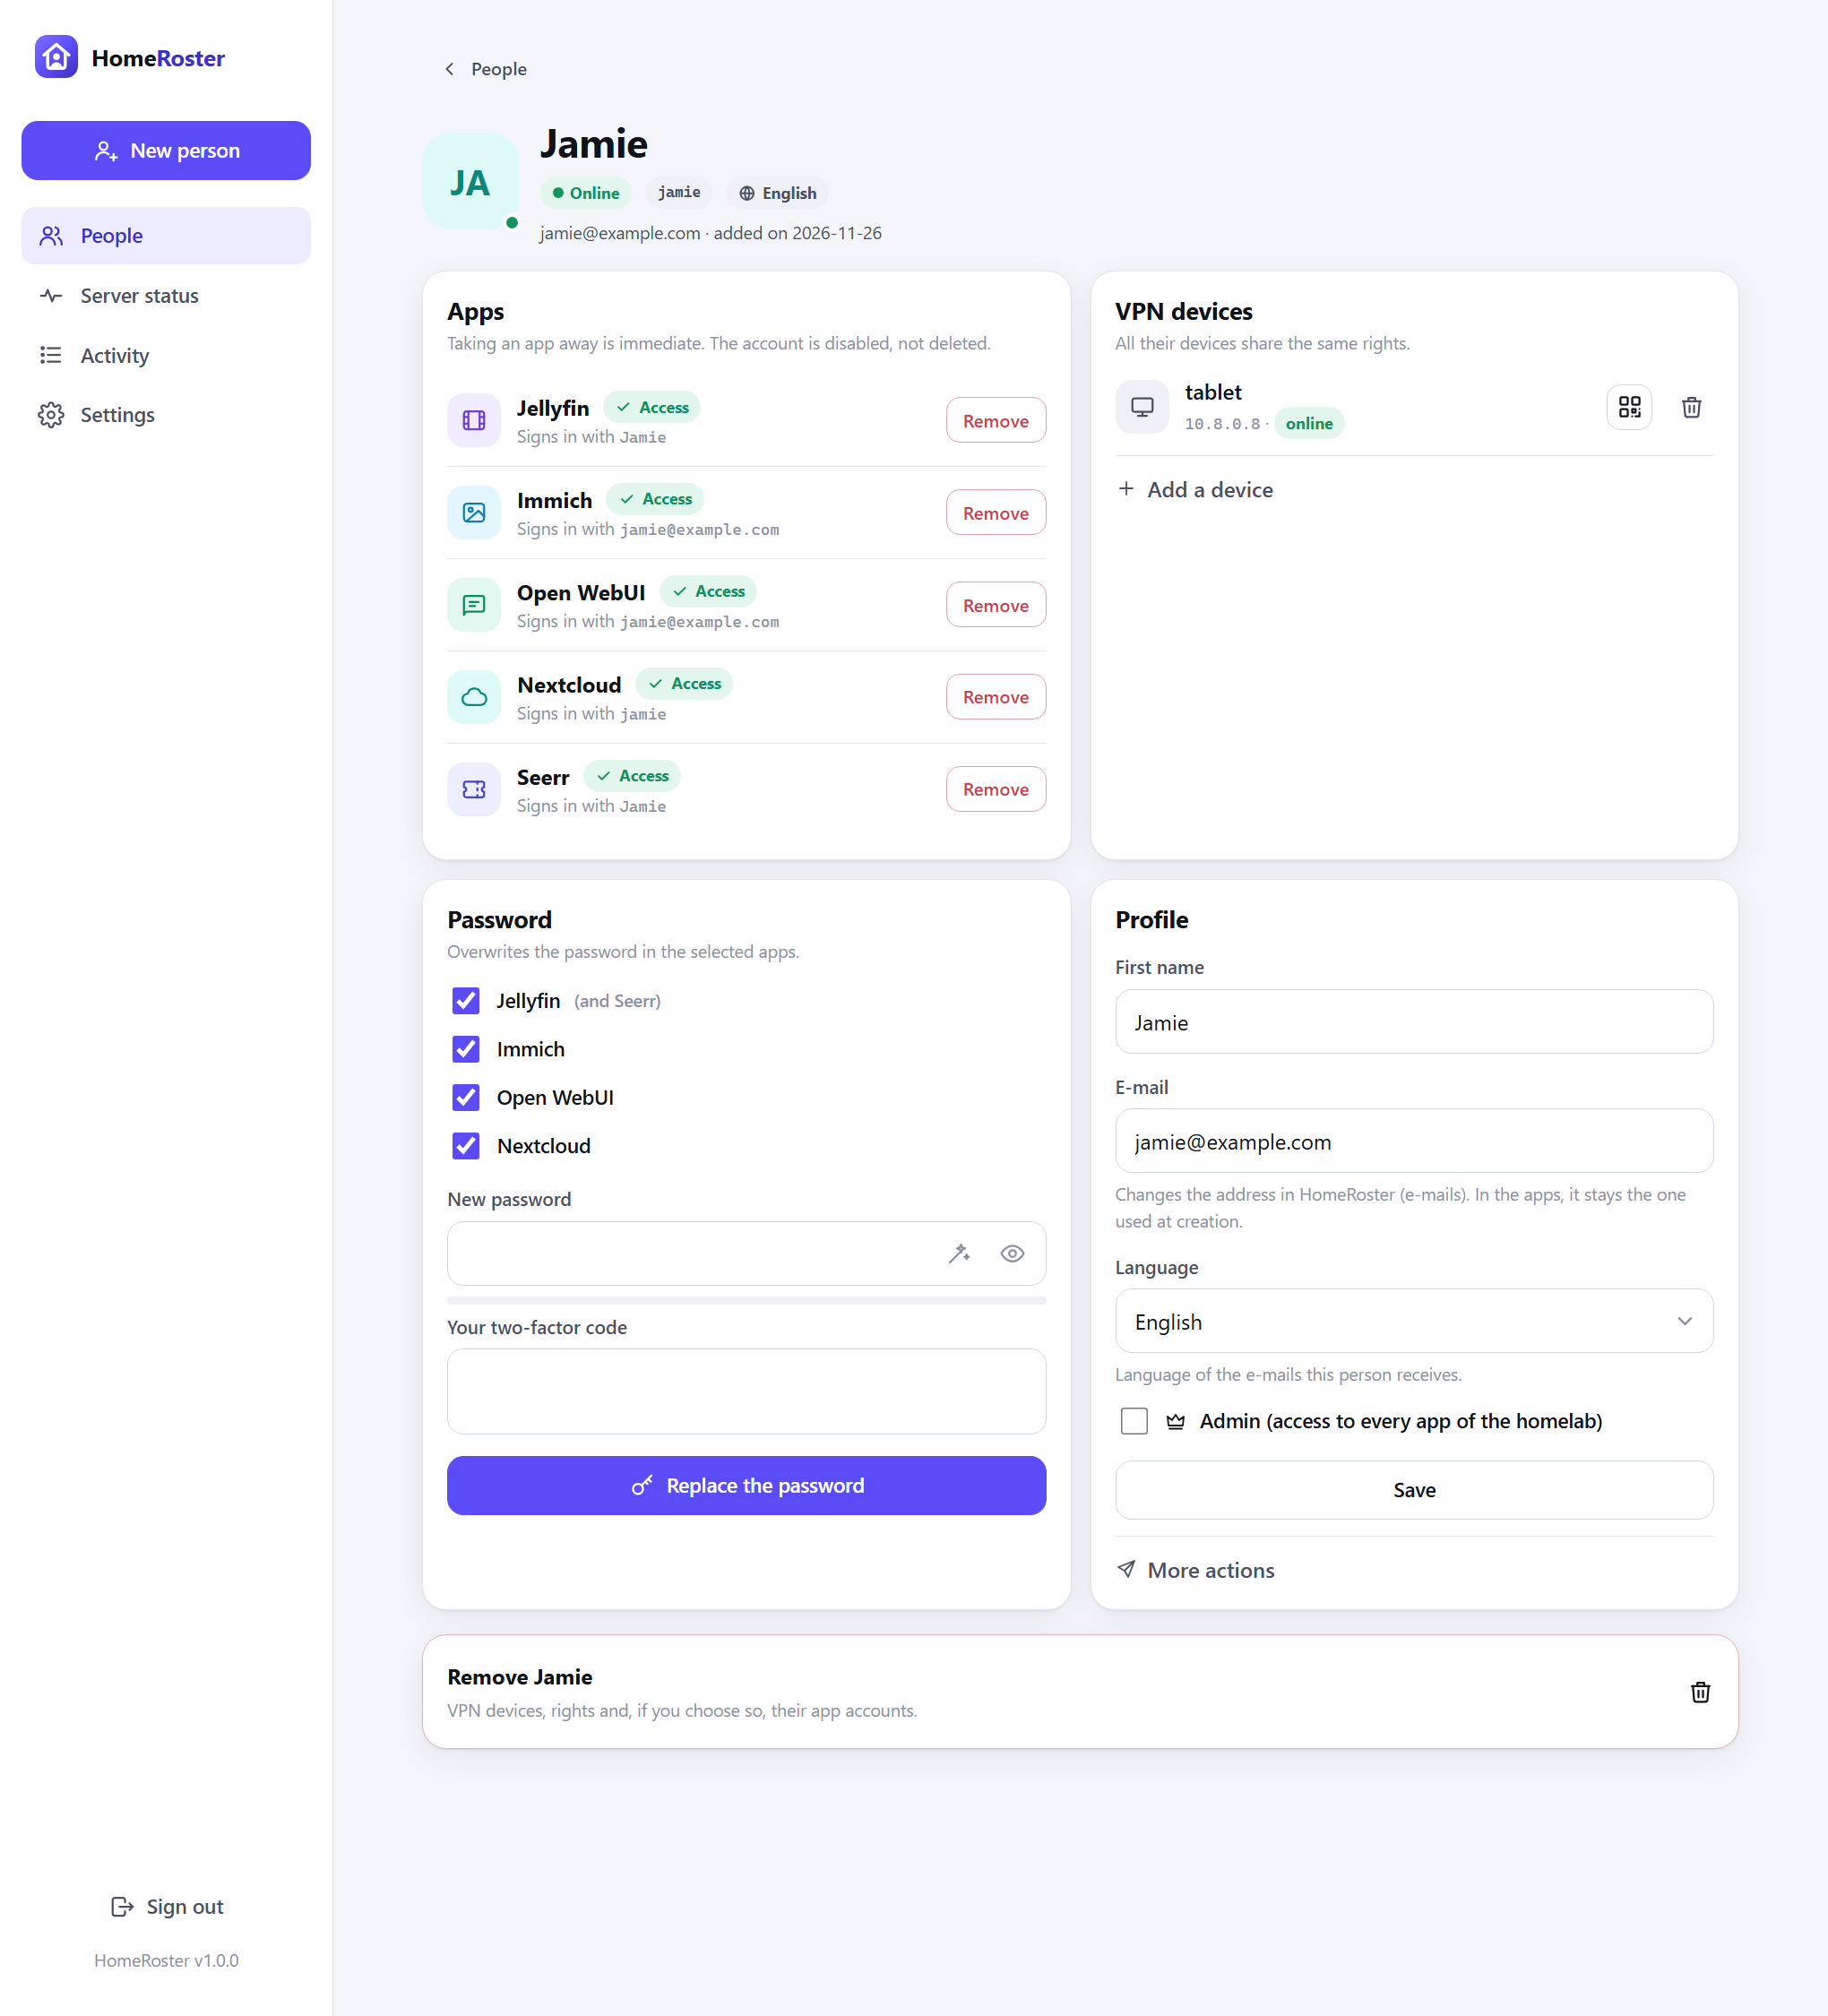 HomeRoster
New person
People
Server status
Activity
Settings
Sign out
HomeRoster v1.0.0
People
JA
Jamie
Online jamie English
jamie@example.com · added on 2026-11-26
Apps
Taking an app away is immediate. The account is disabled, not deleted.
Jellyfin Access
Signs in with Jamie
Remove
Immich Access
Signs in with jamie@example.com
Remove
Open WebUI Access
Signs in with jamie@example.com
Remove
Nextcloud Access
Signs in with jamie
Remove
Seerr Access
Signs in with Jamie
Remove
VPN devices
All their devices share the same rights.
tablet
10.8.0.8 · online
Add a device
Password
Overwrites the password in the selected apps.
Jellyfin (and Seerr)
Immich
Open WebUI
Nextcloud
New password
Your two-factor code
Replace the password
Profile
First name
Jamie
E-mail
jamie@example.com
Changes the address in HomeRoster (e-mails). In the apps, it stays the one
used at creation.
Language
English
Language of the e-mails this person receives.
Admin (access to every app of the homelab)
Save
More actions
Remove Jamie
VPN devices, rights and, if you choose so, their app accounts.